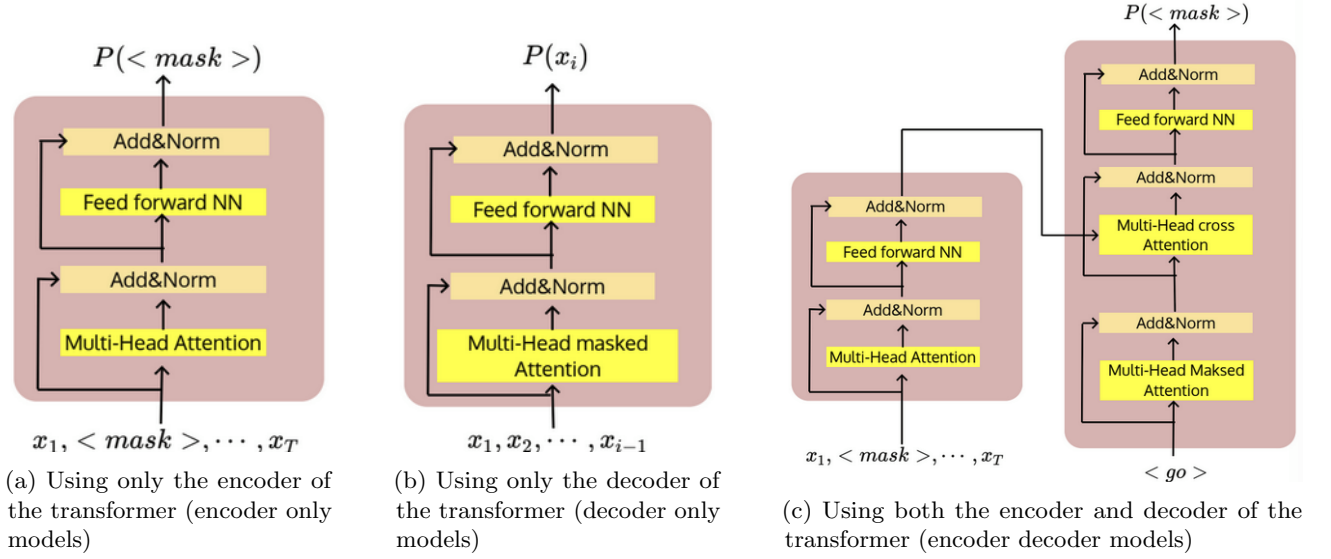 P(< mask >)
Add&Norm
Feed forward NN
Add&Norm
Multi-Head Attention
x₁, < mask >, ⋯ , x_T
(a) Using only the encoder of
the transformer (encoder only
models)
P(xᵢ)
Add&Norm
Feed forward NN
Add&Norm
Multi-Head masked
Attention
x₁, x₂, ⋯ , xᵢ₋₁
(b) Using only the decoder of
the transformer (decoder only
models)
Add&Norm
Feed forward NN
Add&Norm
Multi-Head Attention
x₁, < mask >, ⋯ , x_T
P(< mask >)
Add&Norm
Feed forward NN
Add&Norm
Multi-Head cross
Attention
Add&Norm
Multi-Head Maksed
Attention
< go >
(c) Using both the encoder and decoder of the
transformer (encoder decoder models)